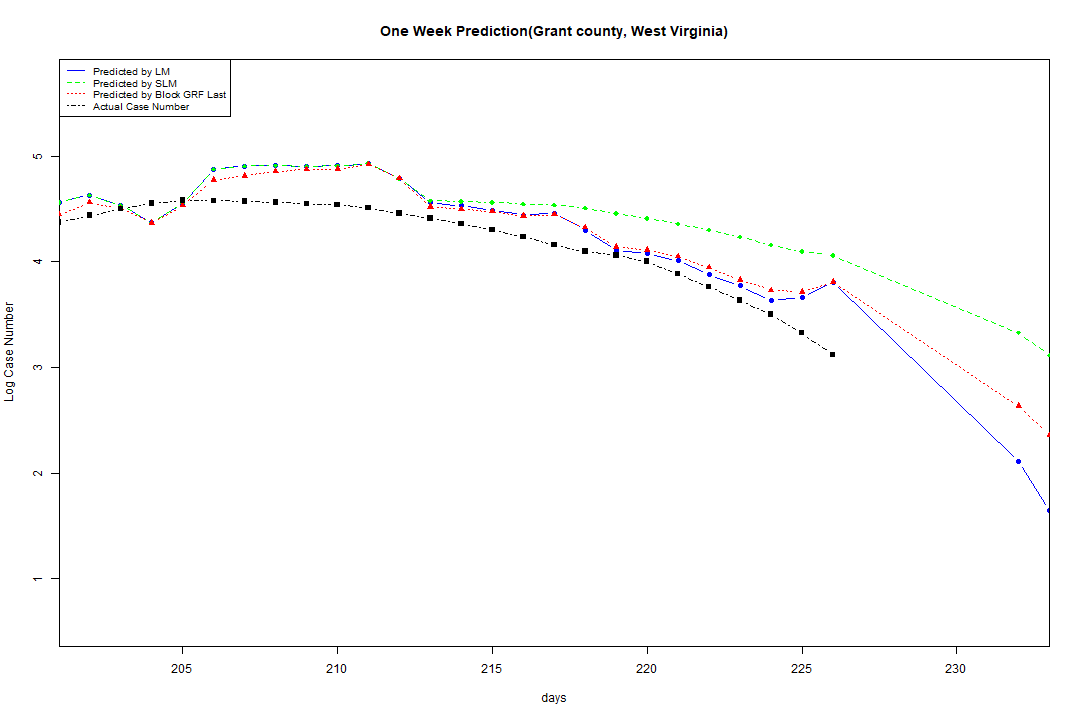 One Week Prediction(Grant county, West Virginia)
Predicted by LM
Predicted by SLM
Predicted by Block GRF Last
Actual Case Number
5
4
3
2
1
Log Case Number
205 210 215 220 225 230
days